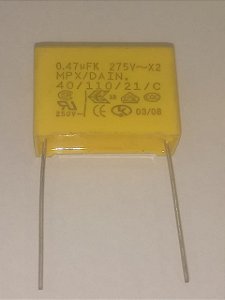 0.47µFK 275V~X2
MPX/DAIN.
40/110/21/C
250V~ 03/08